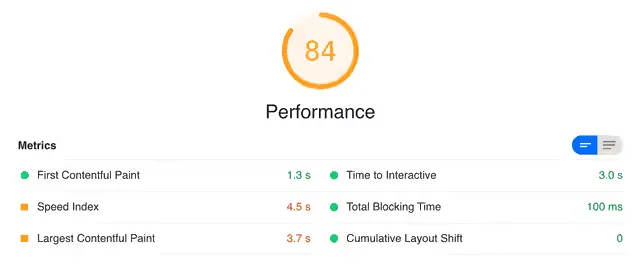 84
Performance
Metrics
First Contentful Paint 1.3 s
Time to Interactive 3.0 s
Speed Index 4.5 s
Total Blocking Time 100 ms
Largest Contentful Paint 3.7 s
Cumulative Layout Shift 0